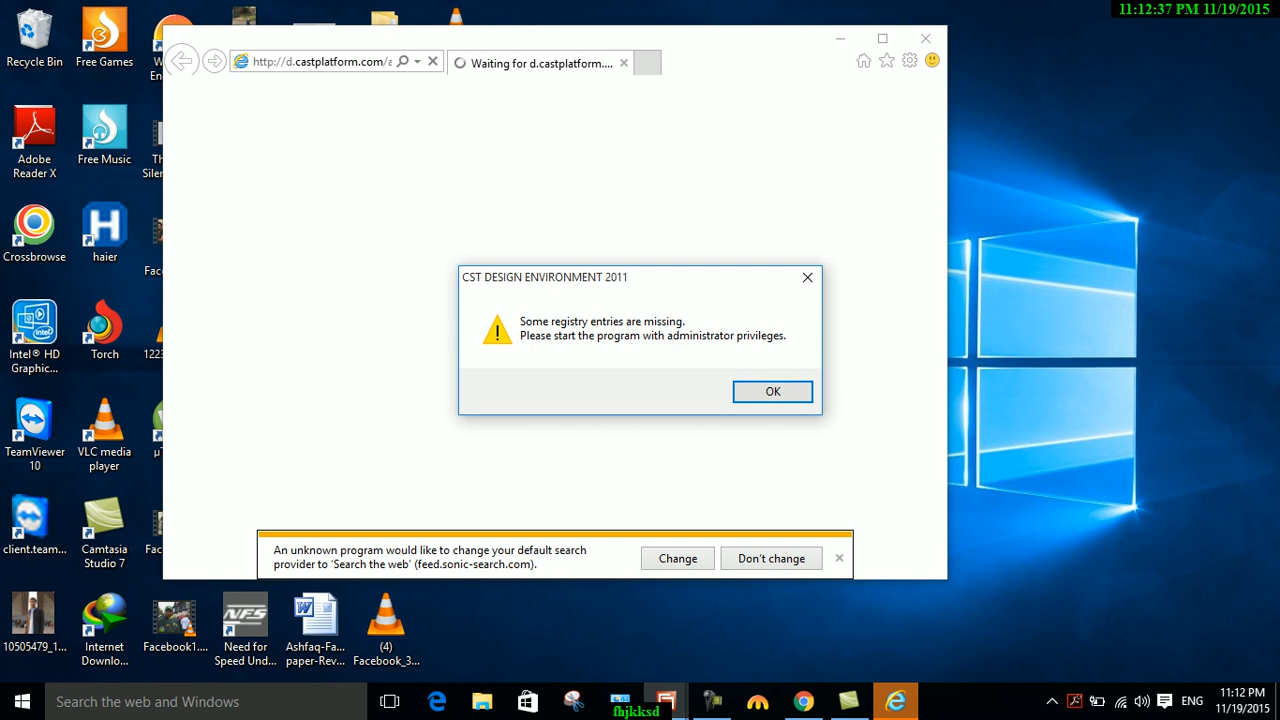 11:12:37 PM 11/19/2015
Recycle Bin
Free Games
http://d.castplatform.com/
Waiting for d.castplatform....
Adobe
Reader X
Free Music
Crossbrowse
haier
CST DESIGN ENVIRONMENT 2011
Some registry entries are missing.
Please start the program with administrator privileges.
OK
Intel® HD
Graphic...
Torch
TeamViewer
10
VLC media
player
client.team...
Camtasia
Studio 7
An unknown program would like to change your default search
provider to 'Search the web' (feed.sonic-search.com).
Change
Don't change
10505479_1...
Internet
Downlo...
Facebook1....
NFS
Need for
Speed Und...
Ashfaq-Fa...
paper-Rev...
(4)
Facebook_3...
Search the web and Windows
fhjkksd
ENG
11:12 PM
11/19/2015